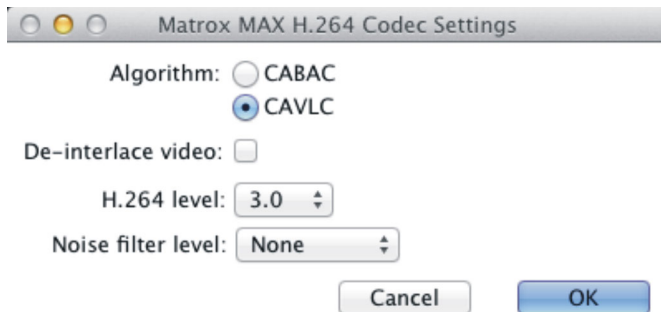 Matrox MAX H.264 Codec Settings
Algorithm: CABAC
CAVLC
De-interlace video:
H.264 level: 3.0
Noise filter level: None
Cancel OK